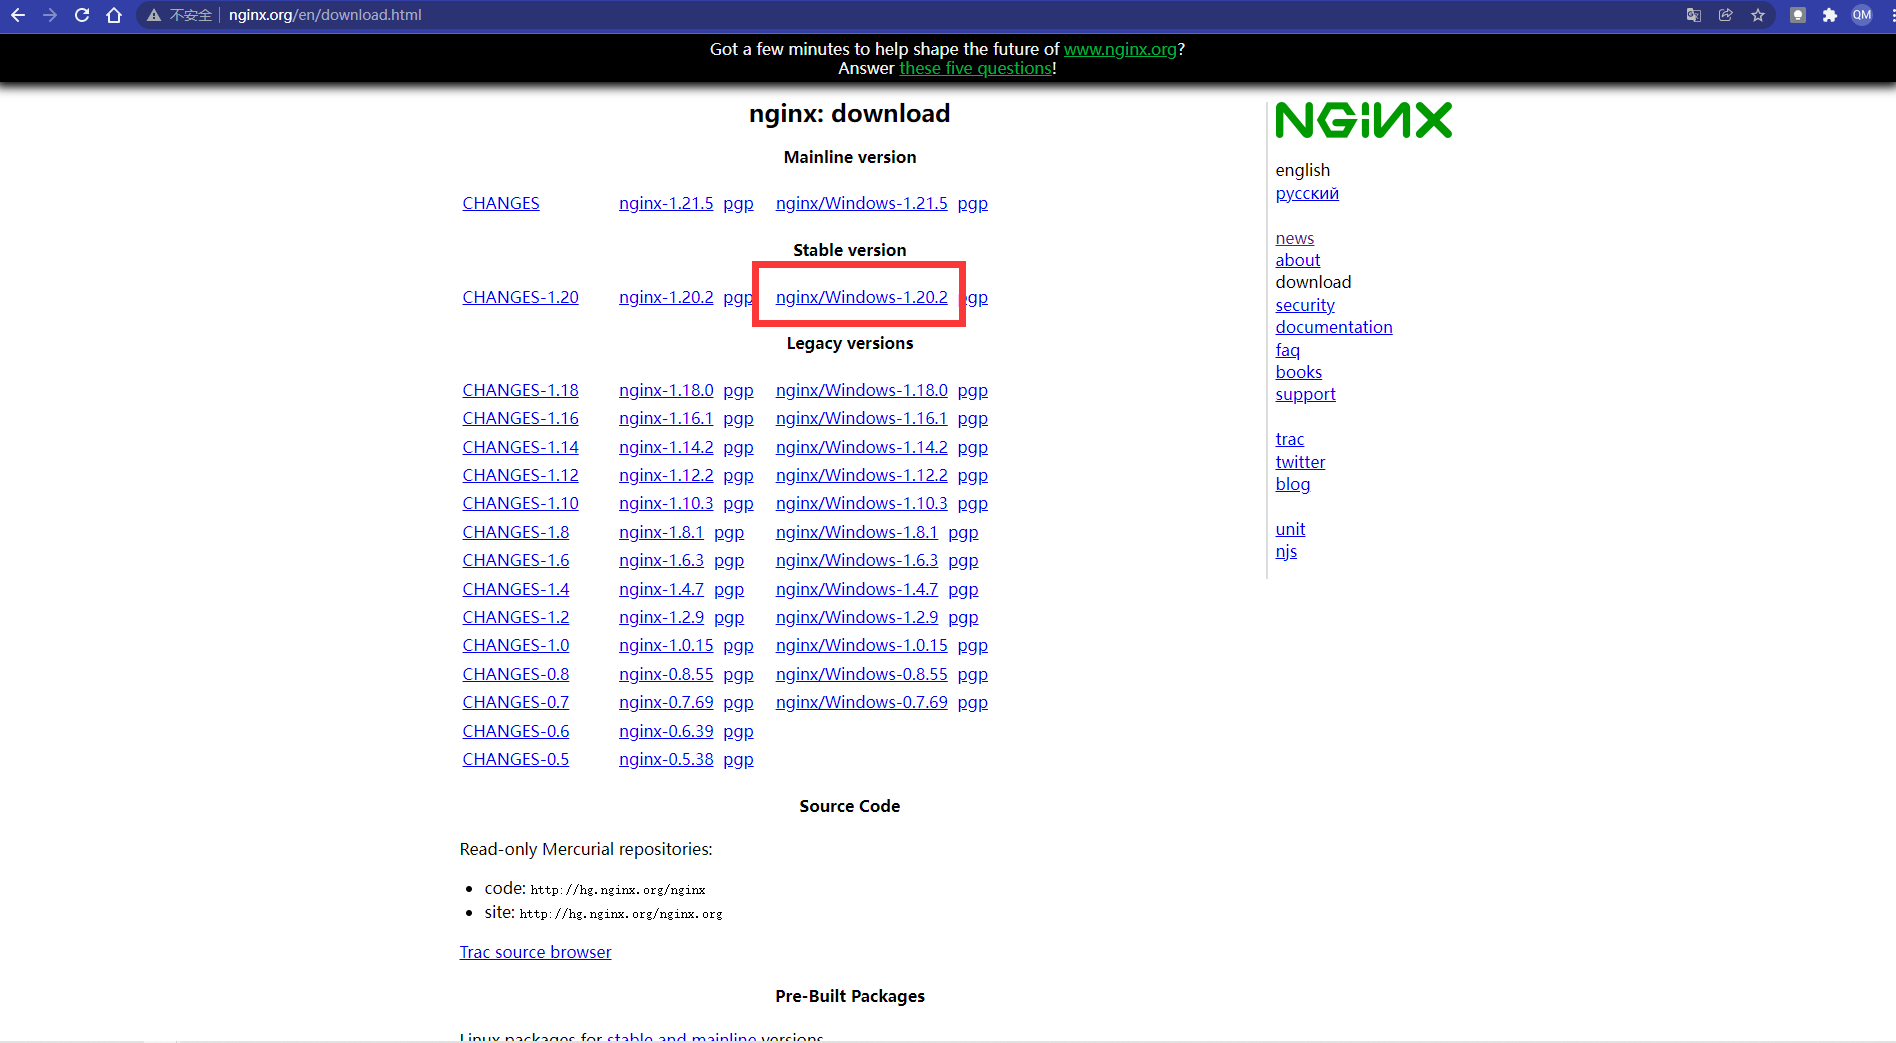 不安全 nginx.org/en/download.html QM
Got a few minutes to help shape the future of www.nginx.org?
Answer these five questions!
nginx: download
Mainline version
CHANGES nginx-1.21.5 pgp nginx/Windows-1.21.5 pgp
Stable version
CHANGES-1.20 nginx-1.20.2 pgp nginx/Windows-1.20.2 pgp
Legacy versions
CHANGES-1.18 nginx-1.18.0 pgp nginx/Windows-1.18.0 pgp
CHANGES-1.16 nginx-1.16.1 pgp nginx/Windows-1.16.1 pgp
CHANGES-1.14 nginx-1.14.2 pgp nginx/Windows-1.14.2 pgp
CHANGES-1.12 nginx-1.12.2 pgp nginx/Windows-1.12.2 pgp
CHANGES-1.10 nginx-1.10.3 pgp nginx/Windows-1.10.3 pgp
CHANGES-1.8 nginx-1.8.1 pgp nginx/Windows-1.8.1 pgp
CHANGES-1.6 nginx-1.6.3 pgp nginx/Windows-1.6.3 pgp
CHANGES-1.4 nginx-1.4.7 pgp nginx/Windows-1.4.7 pgp
CHANGES-1.2 nginx-1.2.9 pgp nginx/Windows-1.2.9 pgp
CHANGES-1.0 nginx-1.0.15 pgp nginx/Windows-1.0.15 pgp
CHANGES-0.8 nginx-0.8.55 pgp nginx/Windows-0.8.55 pgp
CHANGES-0.7 nginx-0.7.69 pgp nginx/Windows-0.7.69 pgp
CHANGES-0.6 nginx-0.6.39 pgp
CHANGES-0.5 nginx-0.5.38 pgp
Source Code
Read-only Mercurial repositories:
• code: http://hg.nginx.org/nginx
• site: http://hg.nginx.org/nginx.org
Trac source browser
Pre-Built Packages
Linux packages for stable and mainline versions
NGiNX
english
русский
news
about
download
security
documentation
faq
books
support
trac
twitter
blog
unit
njs